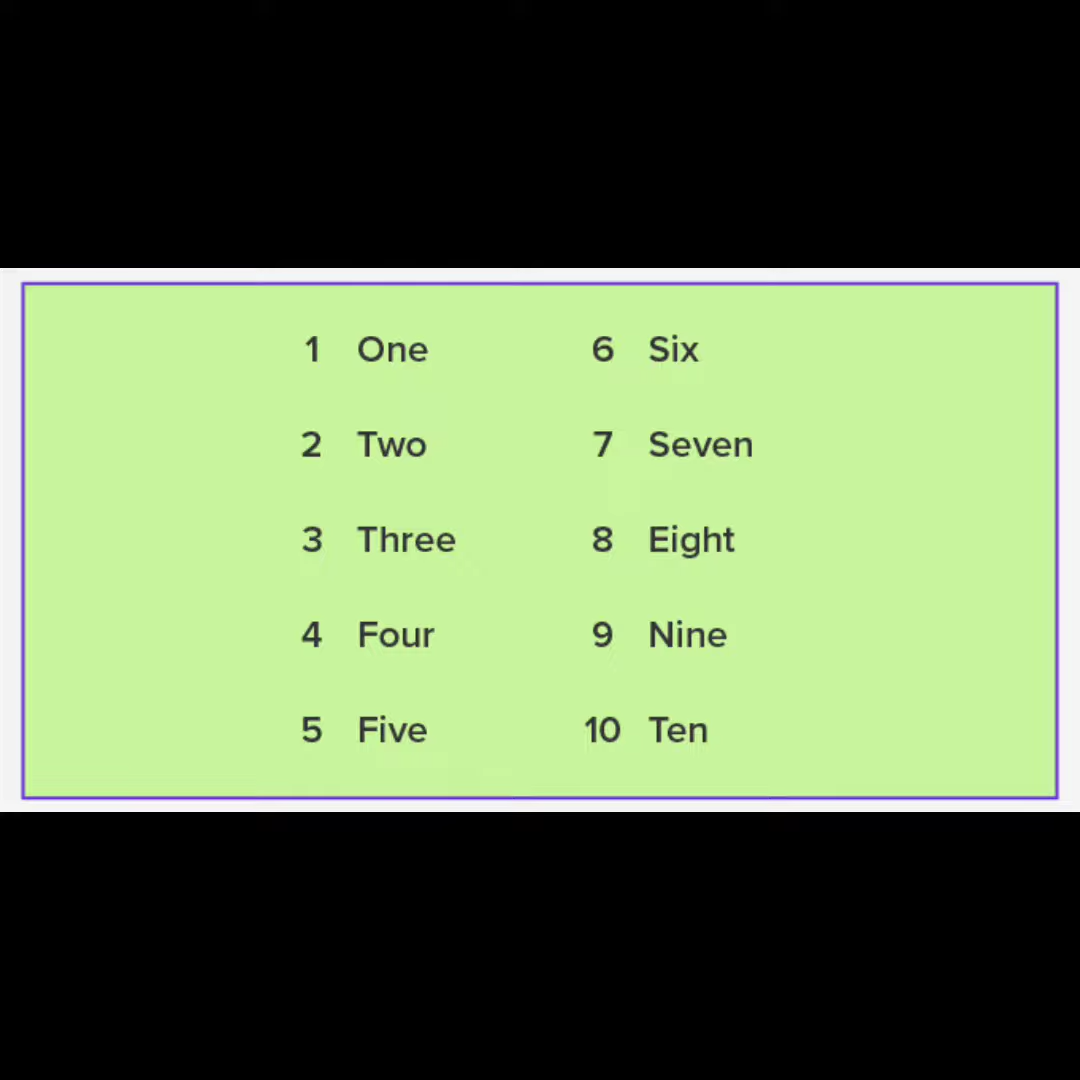 1 One
2 Two
3 Three
4 Four
5 Five
6 Six
7 Seven
8 Eight
9 Nine
10 Ten